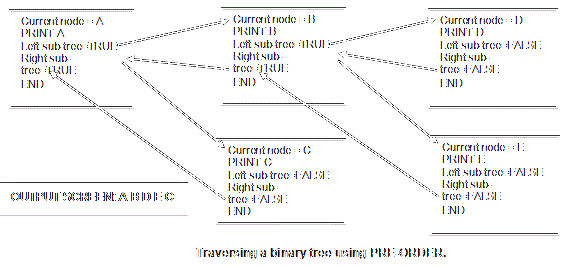 Current node = A
PRINT A
Left sub tree =TRUE
Right sub-
tree =TRUE
END
Current node = B
PRINT B
Left sub tree =TRUE
Right sub-
tree =TRUE
END
Current node = D
PRINT D
Left sub tree =FALSE
Right sub-
tree =FALSE
END
Current node = C
PRINT C
Left sub tree =FALSE
Right sub-
tree =FALSE
END
Current node = E
PRINT E
Left sub tree =FALSE
Right sub-
tree =FALSE
END
OUTPUT SCREEN: A B D E C
Traversing a binary tree using PRE-ORDER.